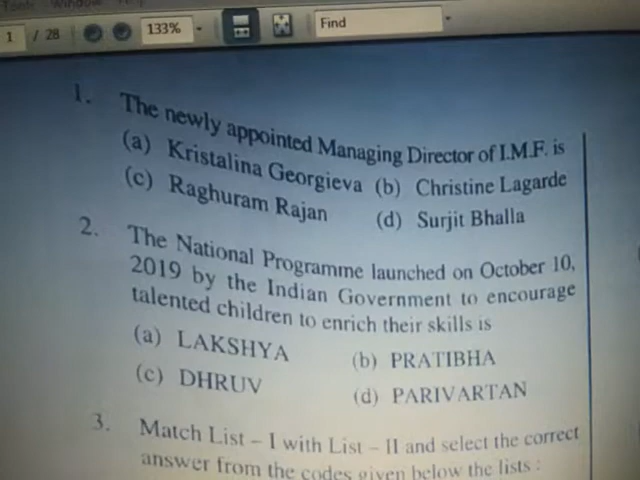 Tools Window Help
1 / 28 133% Find
1. The newly appointed Managing Director of I.M.F. is
(a) Kristalina Georgieva (b) Christine Lagarde
(c) Raghuram Rajan (d) Surjit Bhalla
2. The National Programme launched on October 10,
2019 by the Indian Government to encourage
talented children to enrich their skills is
(a) LAKSHYA (b) PRATIBHA
(c) DHRUV (d) PARIVARTAN
3. Match List – I with List – II and select the correct
answer from the codes given below the lists :